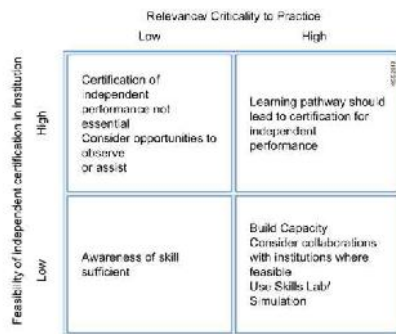 Relevance/ Criticality to Practice
Low
High
Feasibility of independent certification in institution
High
Certification of
independent
performance not
essential
Consider opportunities to
observe
or assist
Learning pathway should
lead to certification for
independent
performance
Low
Awareness of skill
sufficient
Build Capacity
Consider collaborations
with institutions where
feasible
Use Skills Lab/
Simulation